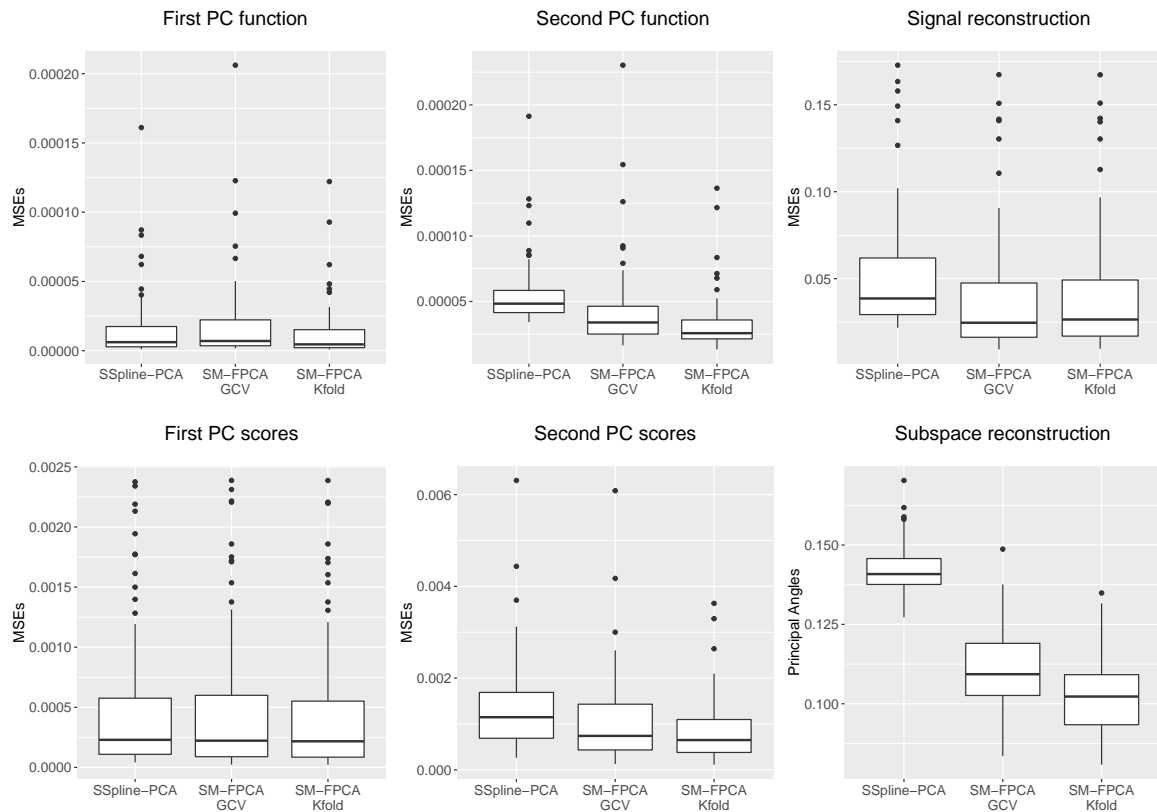 First PC function
Second PC function
Signal reconstruction
MSEs
0.00020
0.00015
0.00010
0.00005
0.00000
SSpline−PCA
SM−FPCA
GCV
SM−FPCA
Kfold
MSEs
0.00020
0.00015
0.00010
0.00005
SSpline−PCA
SM−FPCA
GCV
SM−FPCA
Kfold
MSEs
0.15
0.10
0.05
SSpline−PCA
SM−FPCA
GCV
SM−FPCA
Kfold
First PC scores
Second PC scores
Subspace reconstruction
MSEs
0.0025
0.0020
0.0015
0.0010
0.0005
0.0000
SSpline−PCA
SM−FPCA
GCV
SM−FPCA
Kfold
MSEs
0.006
0.004
0.002
0.000
SSpline−PCA
SM−FPCA
GCV
SM−FPCA
Kfold
Principal Angles
0.150
0.125
0.100
SSpline−PCA
SM−FPCA
GCV
SM−FPCA
Kfold